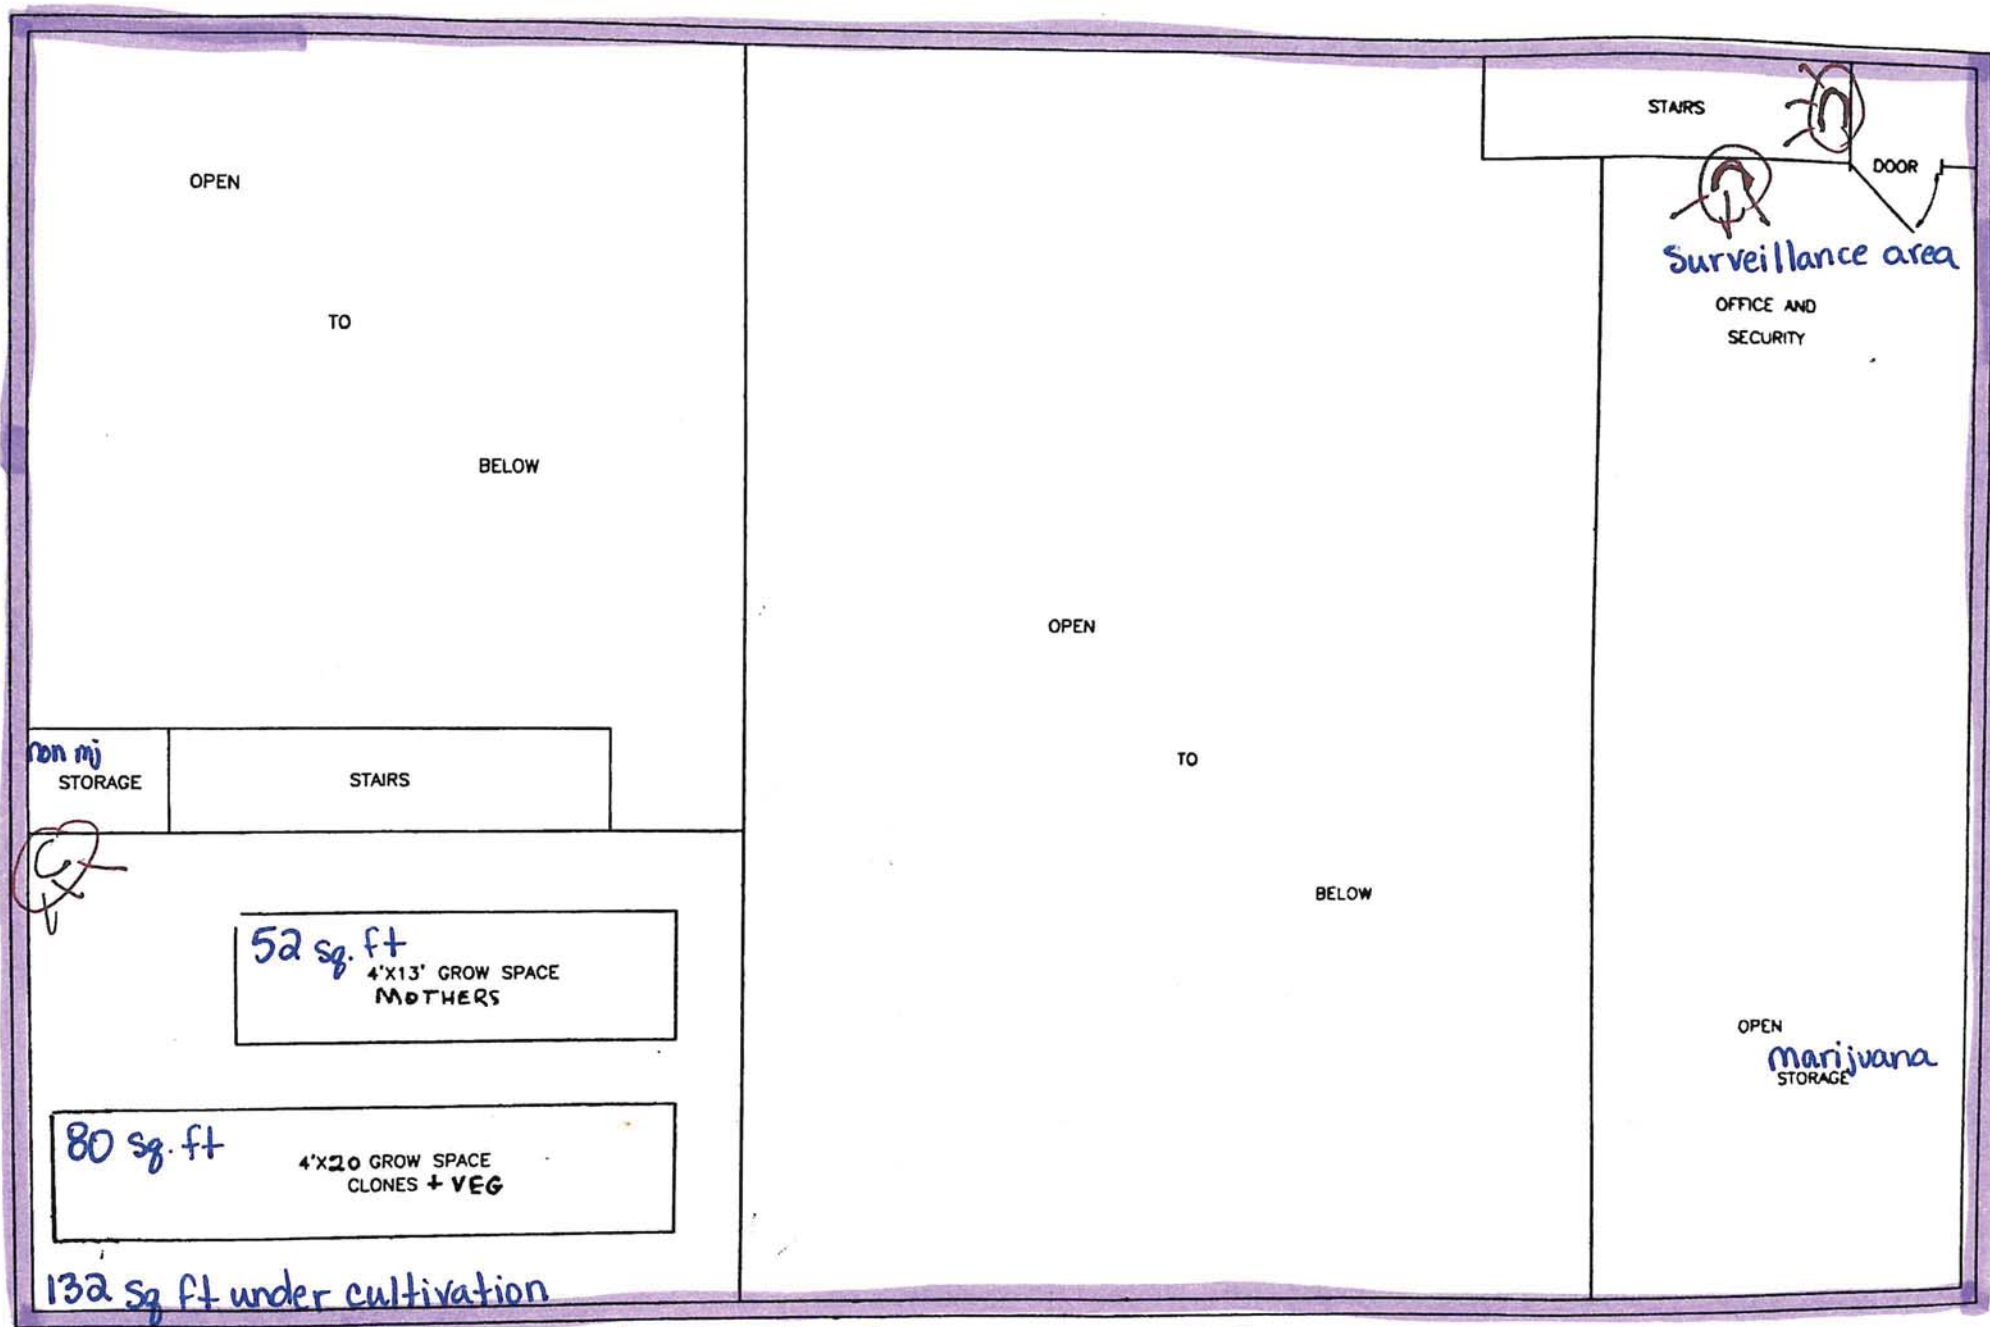 OPEN
TO
BELOW
STAIRS
DOOR
Surveillance area
OFFICE AND
SECURITY
non mj
STORAGE
STAIRS
OPEN
TO
BELOW
52 sq. ft
4'X13' GROW SPACE
MOTHERS
80 sq. ft
4'X20 GROW SPACE
CLONES + VEG
132 sq ft under cultivation
OPEN
marijuana
STORAGE